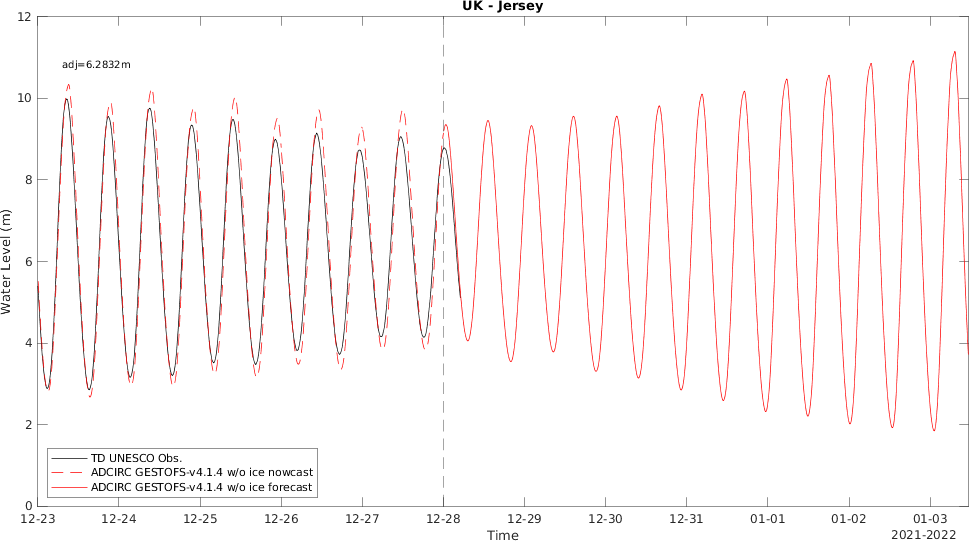 UK - Jersey
adj=6.2832m
12
10
8
6
4
2
0
Water Level (m)
TD UNESCO Obs.
ADCIRC GESTOFS-v4.1.4 w/o ice nowcast
ADCIRC GESTOFS-v4.1.4 w/o ice forecast
12-23 12-24 12-25 12-26 12-27 12-28 12-29 12-30 12-31 01-01 01-02 01-03
Time
2021-2022